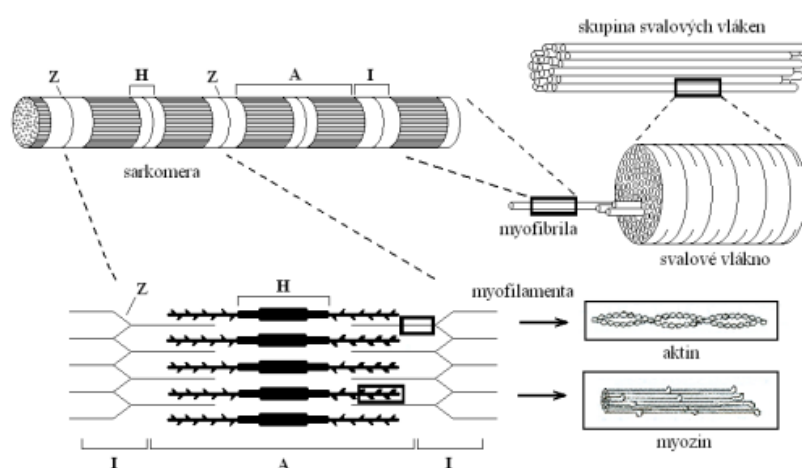 skupina svalových vláken
Z
H
Z
A
I
sarkomera
myofibrila
svalové vlákno
Z
H
myofilamenta
aktin
myozin
I
A
I